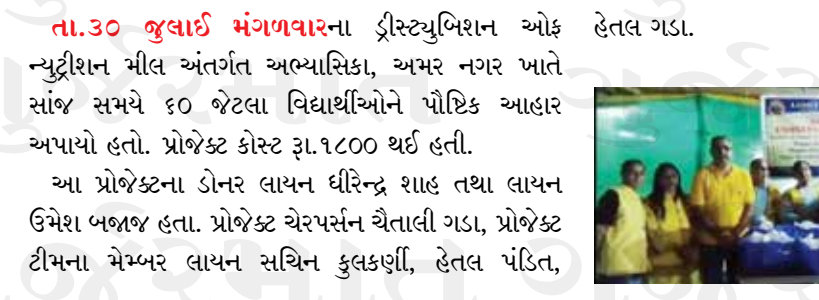 તા.૩૦ જુલાઈ મંગળવારના ડ્રીસ્ટ્યુબિશન ઓફ
ન્યુટ્રીશન મીલ અંતર્ગત અભ્યાસિકા, અમર નગર ખાતે
સાંજ સમયે ૬૦ જેટલા વિદ્યાર્થીઓને પૌષ્ટિક આહાર
અપાયો હતો. પ્રોજેક્ટ કોસ્ટ રૂા.૧૮૦૦ થઈ હતી.
આ પ્રોજેક્ટના ડોનર લાયન ધીરેન્દ્ર શાહ તથા લાયન
ઉમેશ બજાજ હતા. પ્રોજેક્ટ ચેરપર્સન ચૈતાલી ગડા, પ્રોજેક્ટ
ટીમના મેમ્બર લાયન સચિન કુલકર્ણી, હેતલ પંડિત,
હેતલ ગડા.